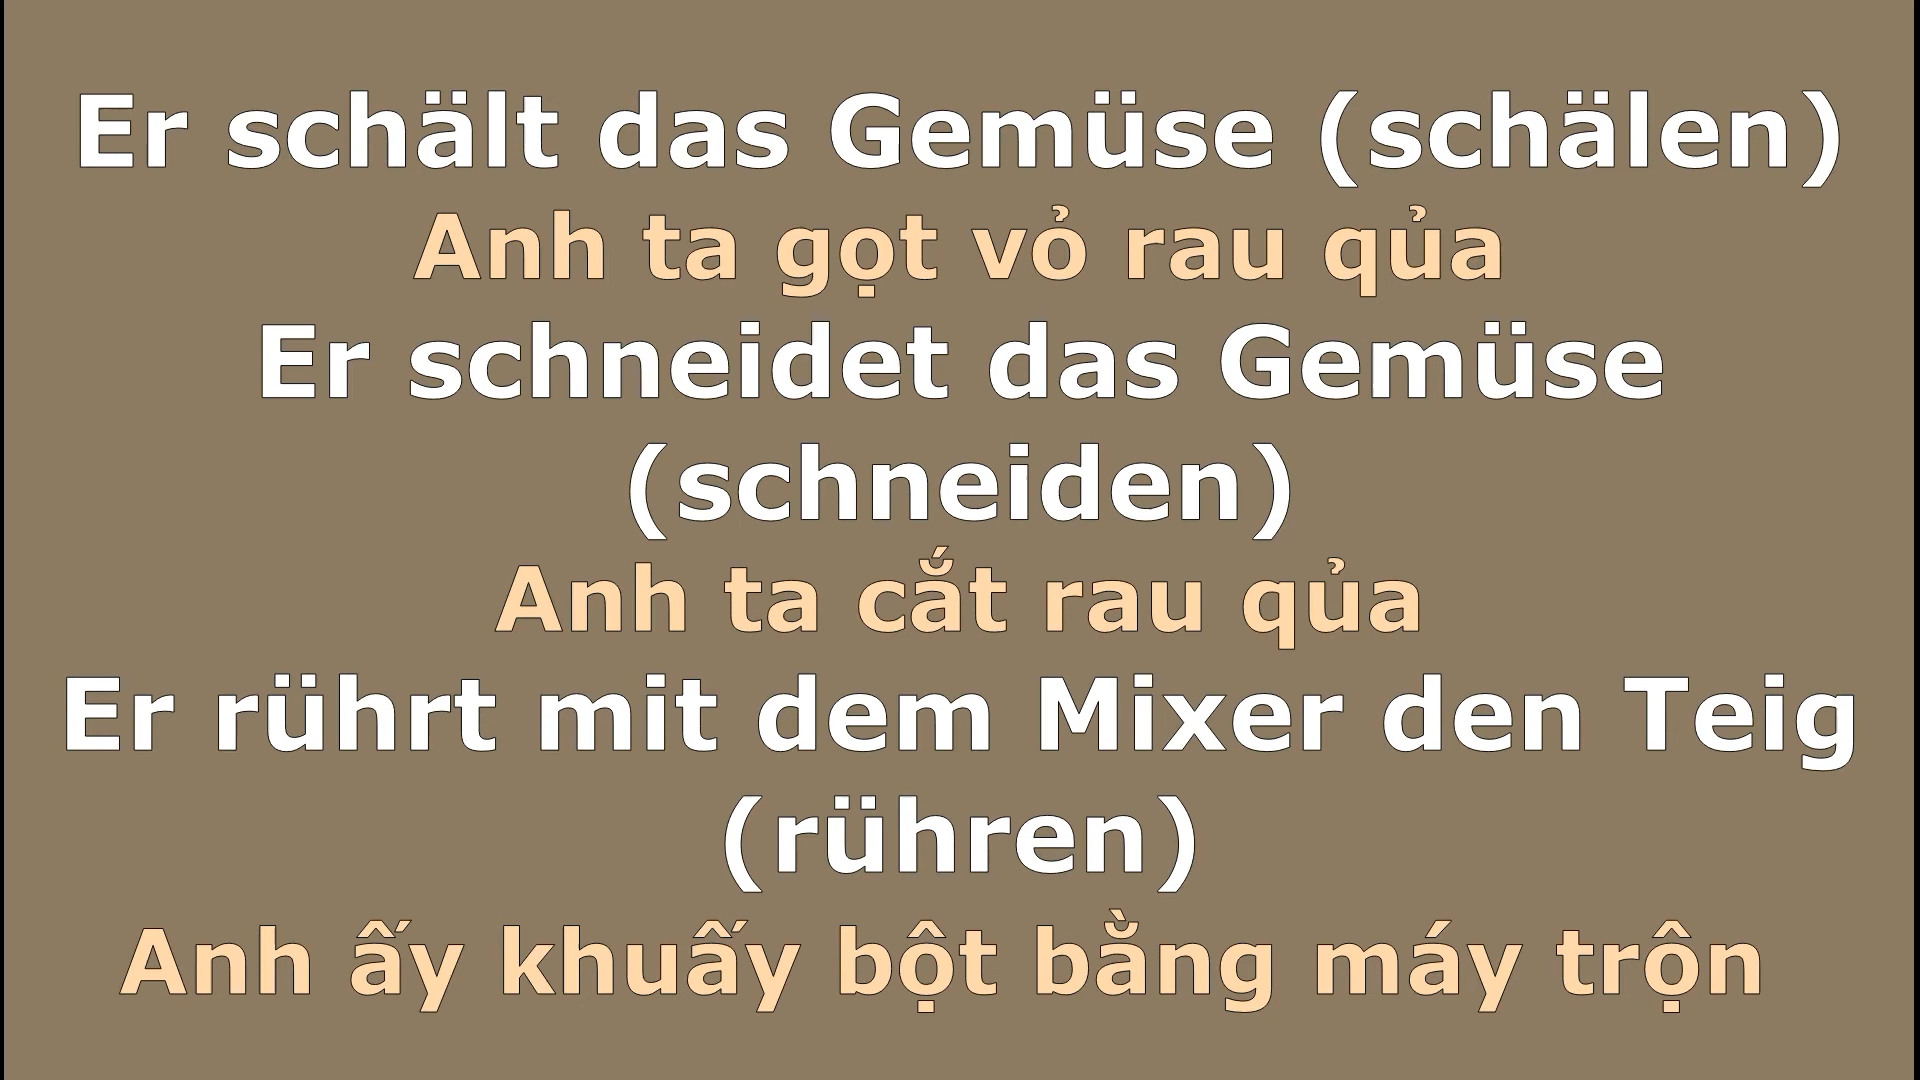 Er schält das Gemüse (schälen)
Anh ta gọt vỏ rau qủa
Er schneidet das Gemüse
(schneiden)
Anh ta cắt rau qủa
Er rührt mit dem Mixer den Teig
(rühren)
Anh ấy khuấy bột bằng máy trộn